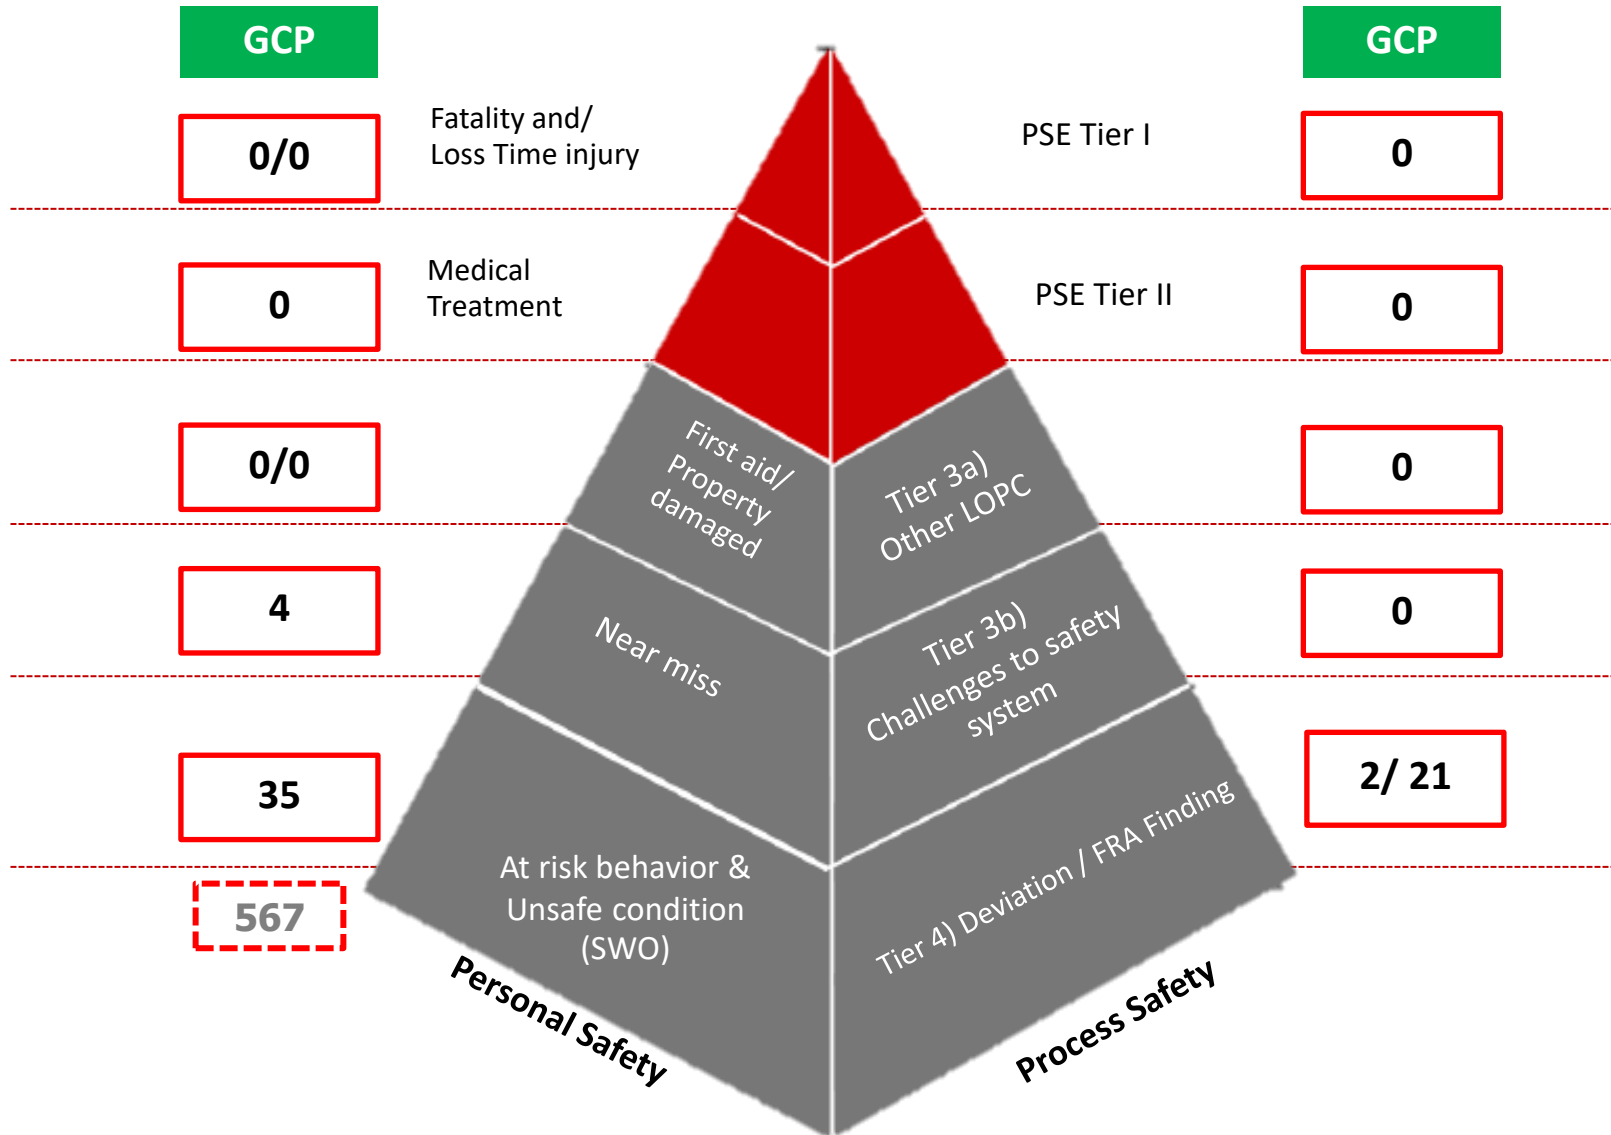 GCP
GCP
0/0
Fatality and/
Loss Time injury
PSE Tier I
0
0
Medical
Treatment
PSE Tier II
0
0/0
First aid/
Property
damaged
Tier 3a)
Other LOPC
0
4
Near miss
Tier 3b)
Challenges to safety
system
0
35
At risk behavior &
Unsafe condition
(SWO)
Tier 4) Deviation / FRA Finding
2/ 21
567
Personal Safety
Process Safety